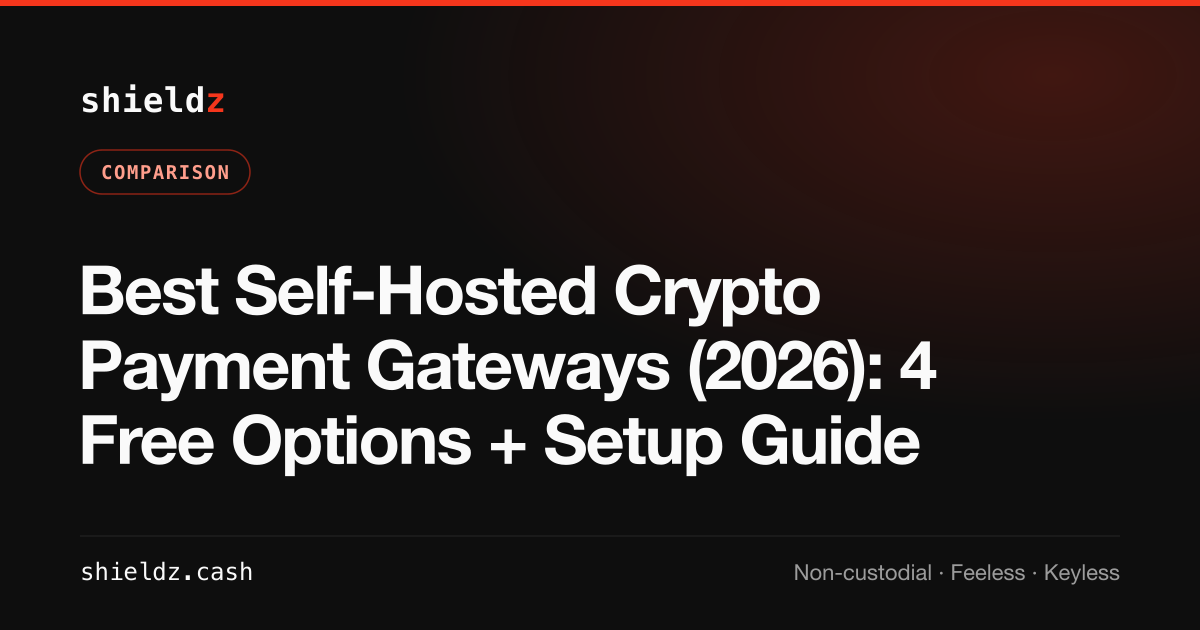 shieldz
COMPARISON
Best Self-Hosted Crypto
Payment Gateways (2026): 4
Free Options + Setup Guide
shieldz.cash
Non-custodial · Feeless · Keyless